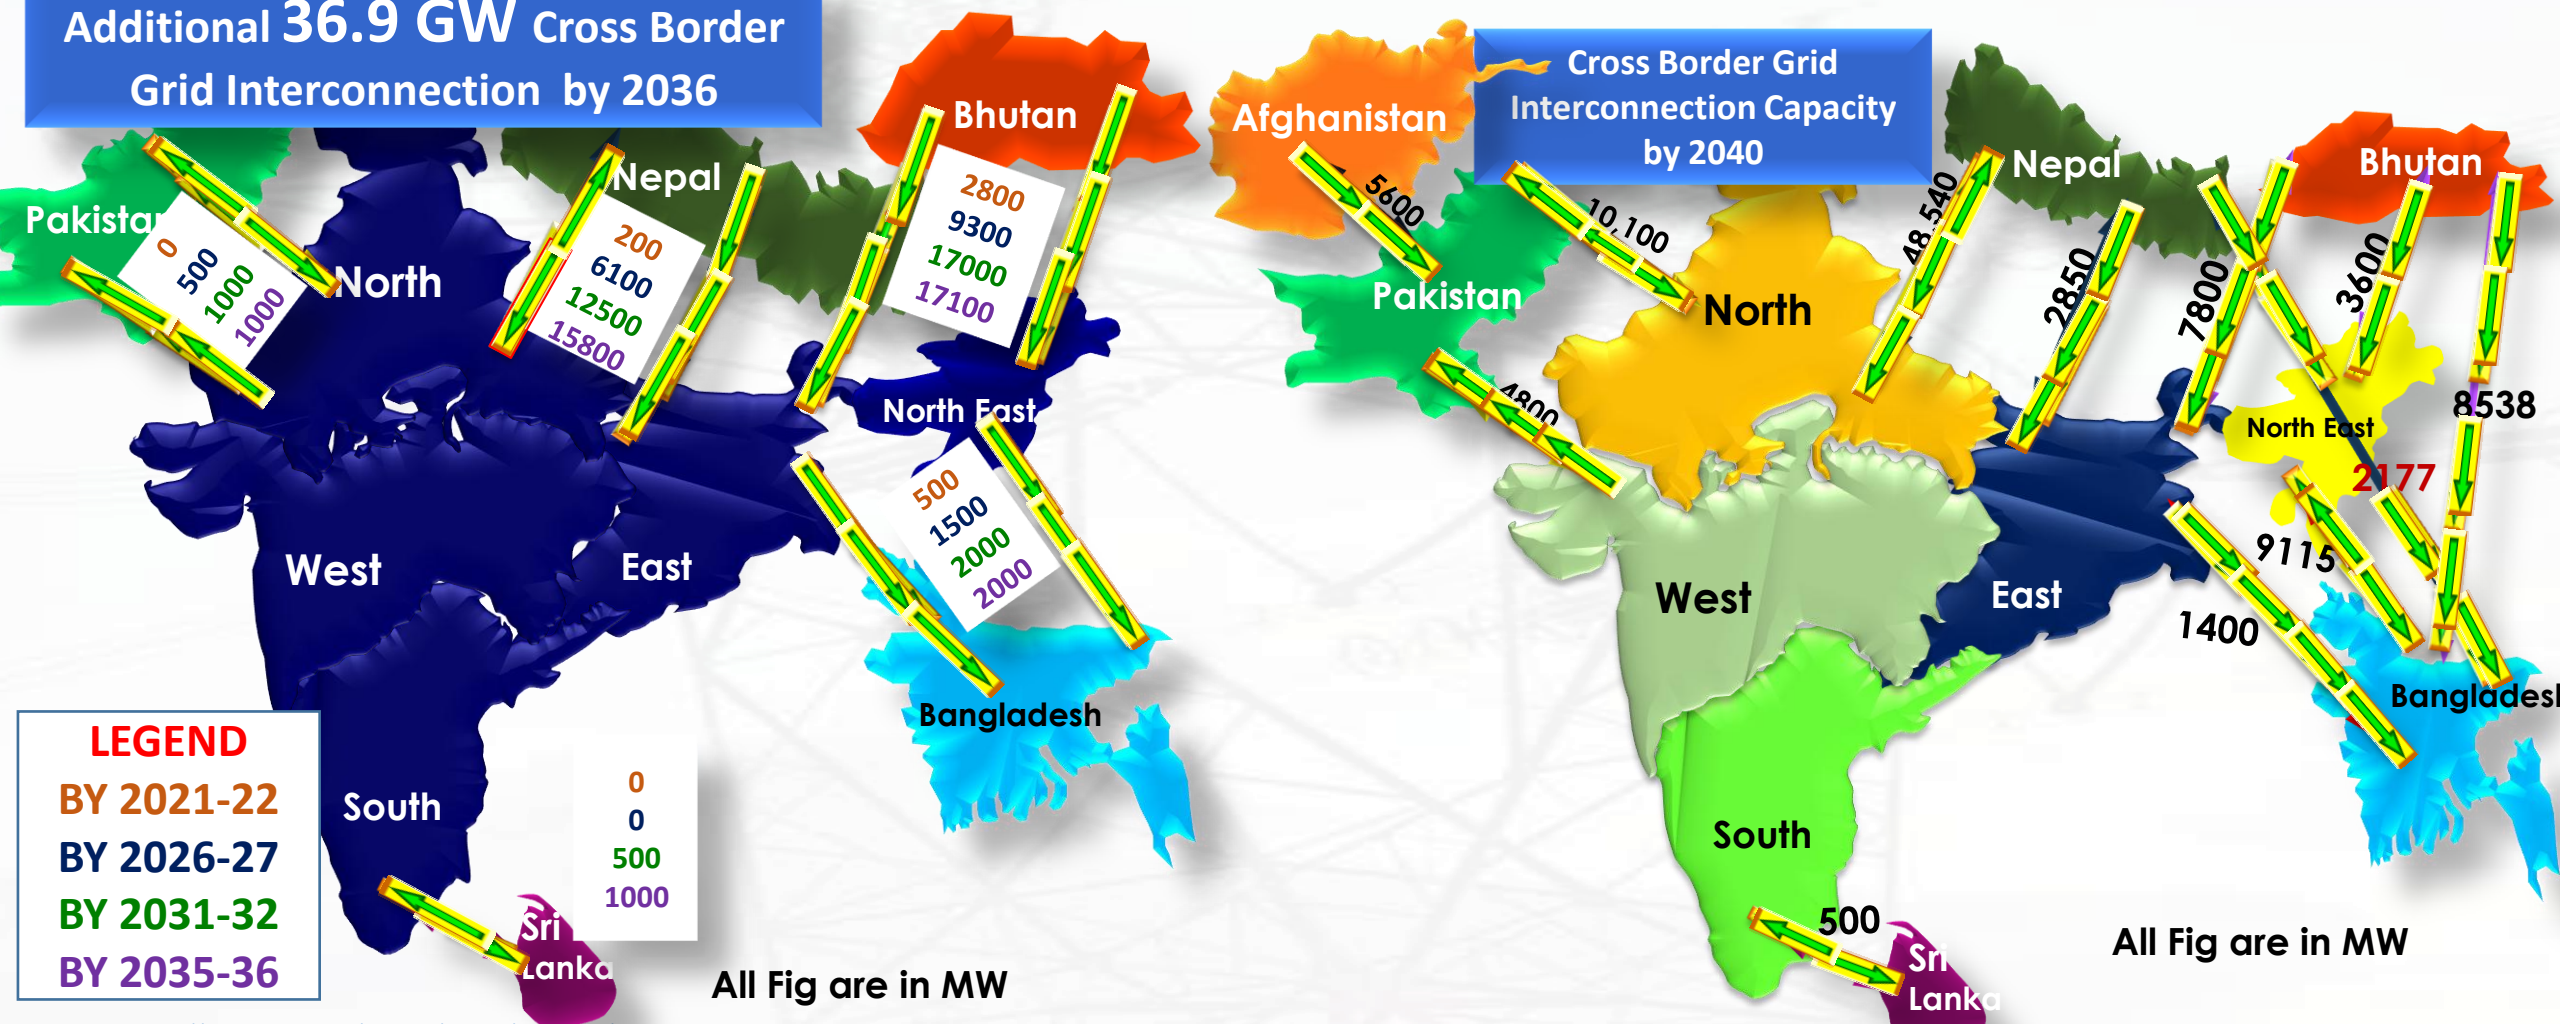 Additional 36.9 GW Cross Border
Grid Interconnection by 2036
Pakistan
0
500
1000
1000
North
Nepal
200
6100
12500
15800
Bhutan
2800
9300
17000
17100
North East
500
1500
2000
2000
West
East
Bangladesh
South
LEGEND
BY 2021-22
BY 2026-27
BY 2031-32
BY 2035-36
0
0
500
1000
Sri
Lanka
All Fig are in MW
Cross Border Grid
Interconnection Capacity
by 2040
Afghanistan
5600
Pakistan
10,100
4800
North
48,540
Nepal
2850
7800
Bhutan
3600
8538
North East
2177
9115
1400
West
East
Bangladesh
South
500
Sri
Lanka
All Fig are in MW